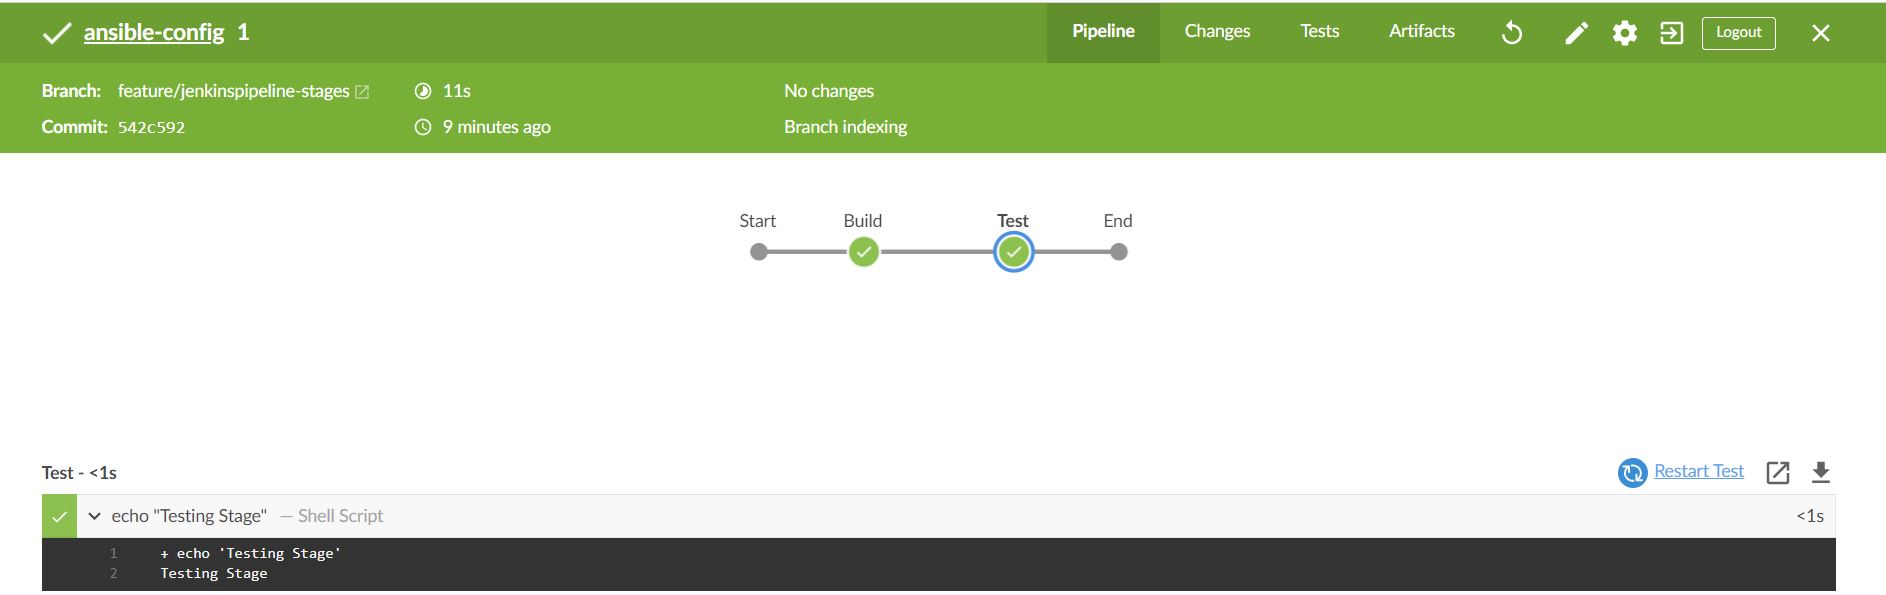 ansible-config 1
Pipeline Changes Tests Artifacts Logout
Branch: feature/jenkinspipeline-stages 11s No changes
Commit: 542c592 9 minutes ago Branch indexing
Start Build Test End
Test - <1s Restart Test
echo "Testing Stage" — Shell Script <1s
1 + echo 'Testing Stage'
2 Testing Stage